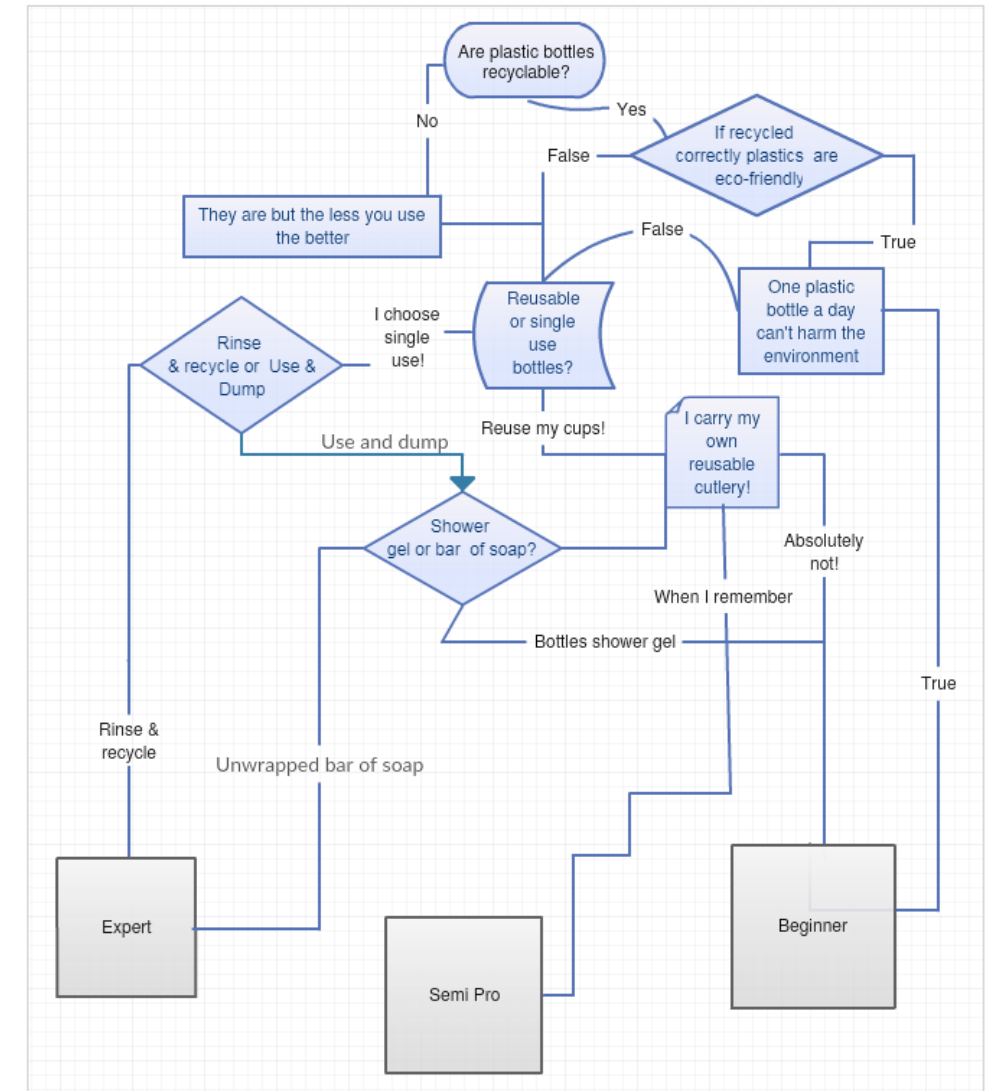 Are plastic bottles
recyclable?
Yes
No
If recycled
correctly plastics are
eco-friendly
False
They are but the less you use
the better
False
True
One plastic
bottle a day
can't harm the
environment
Reusable
or single
use
bottles?
I choose
single
use!
Rinse
& recycle or Use &
Dump
Reuse my cups!
I carry my
own
reusable
cutlery!
Use and dump
Shower
gel or bar of soap?
Absolutely
not!
When I remember
Bottles shower gel
True
Rinse &
recycle
Unwrapped bar of soap
Expert
Semi Pro
Beginner